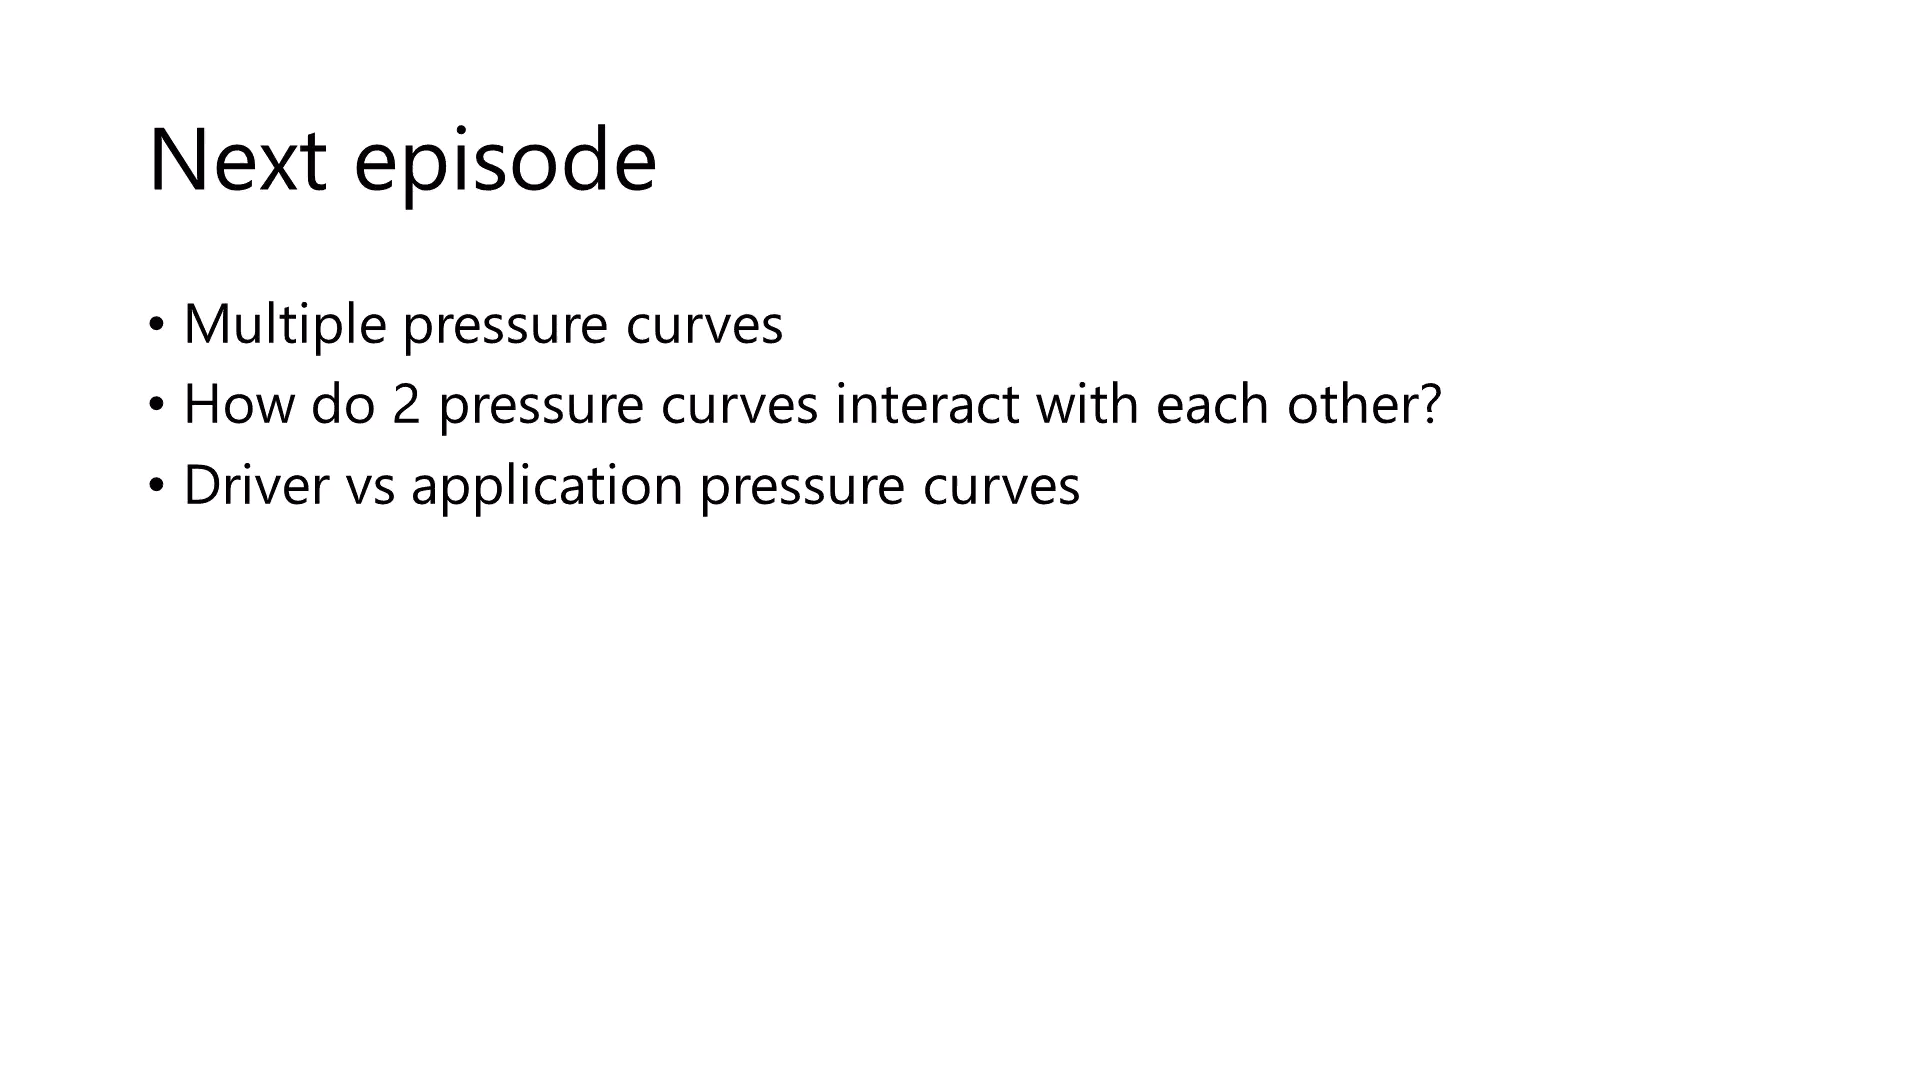 Next episode
• Multiple pressure curves
• How do 2 pressure curves interact with each other?
• Driver vs application pressure curves